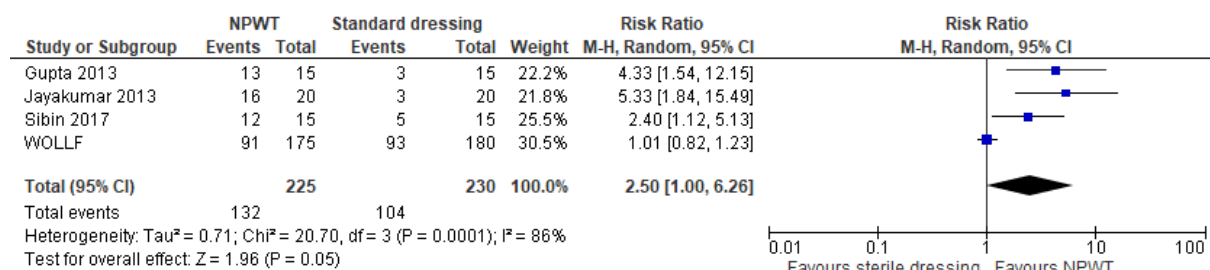 NPWT Standard dressing Risk Ratio Risk Ratio
Study or Subgroup Events Total Events Total Weight M-H, Random, 95% CI M-H, Random, 95% CI
Gupta 2013 13 15 3 15 22.2% 4.33 [1.54, 12.15]
Jayakumar 2013 16 20 3 20 21.8% 5.33 [1.84, 15.49]
Sibin 2017 12 15 5 15 25.5% 2.40 [1.12, 5.13]
WOLLF 91 175 93 180 30.5% 1.01 [0.82, 1.23]
Total (95% CI) 225 230 100.0% 2.50 [1.00, 6.26]
Total events 132 104
Heterogeneity: Tau² = 0.71; Chi² = 20.70, df = 3 (P = 0.0001); I² = 86%
Test for overall effect: Z = 1.96 (P = 0.05)
0.01 0.1 1 10 100
Favours sterile dressing Favours NPWT